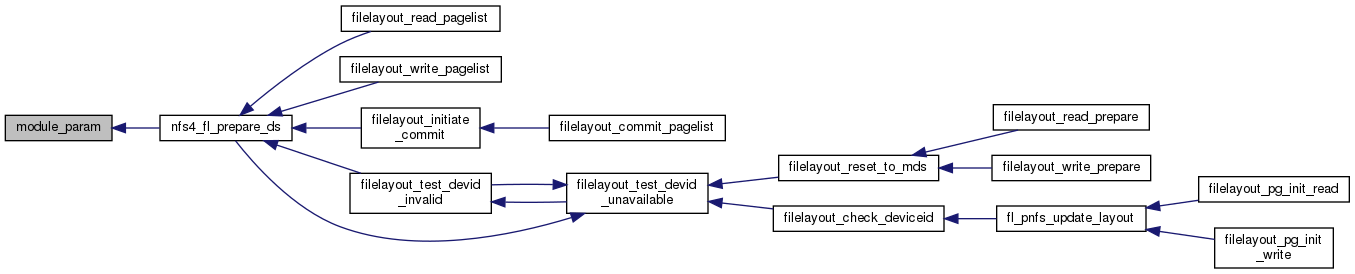 filelayout_read_pagelist
filelayout_write_pagelist
module_param
nfs4_fl_prepare_ds
filelayout_initiate
_commit
filelayout_commit_pagelist
filelayout_read_prepare
filelayout_reset_to_mds
filelayout_write_prepare
filelayout_test_devid
_invalid
filelayout_test_devid
_unavailable
filelayout_check_deviceid
fl_pnfs_update_layout
filelayout_pg_init_read
filelayout_pg_init
_write